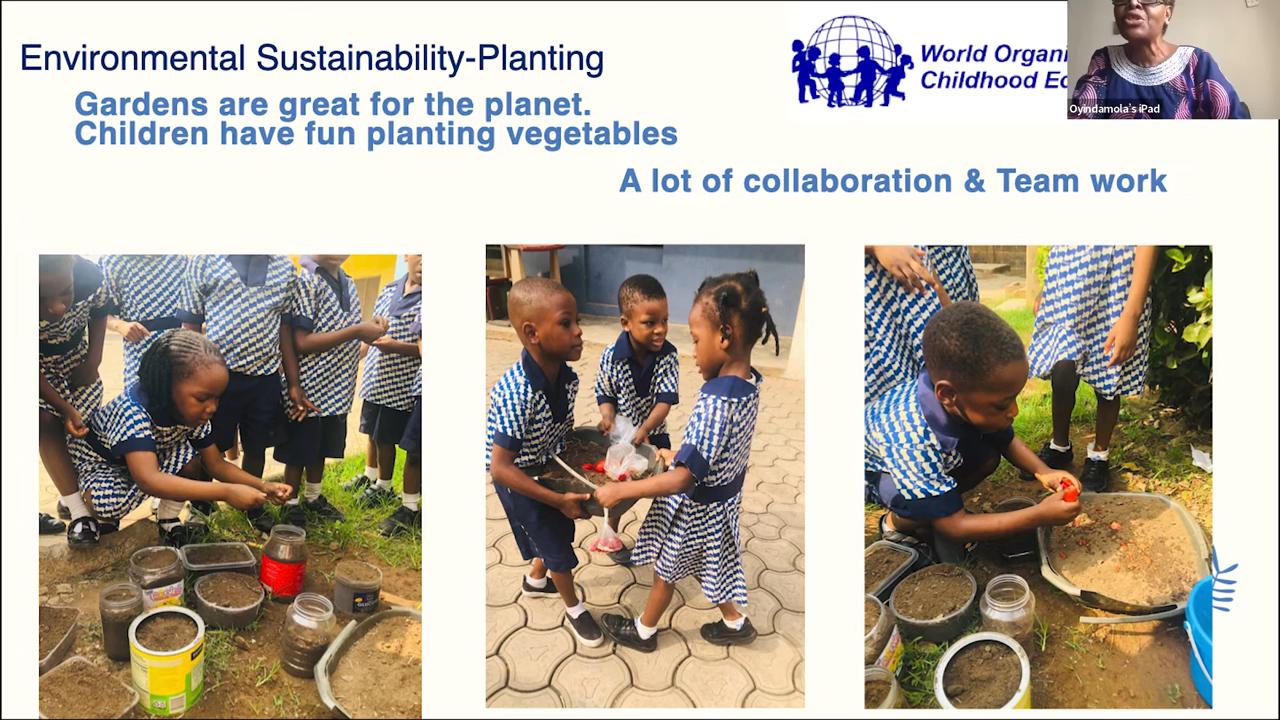 Environmental Sustainability-Planting
Gardens are great for the planet.
Children have fun planting vegetables
A lot of collaboration & Team work
World Organi
Childhood Ed
Oyindamola's iPad